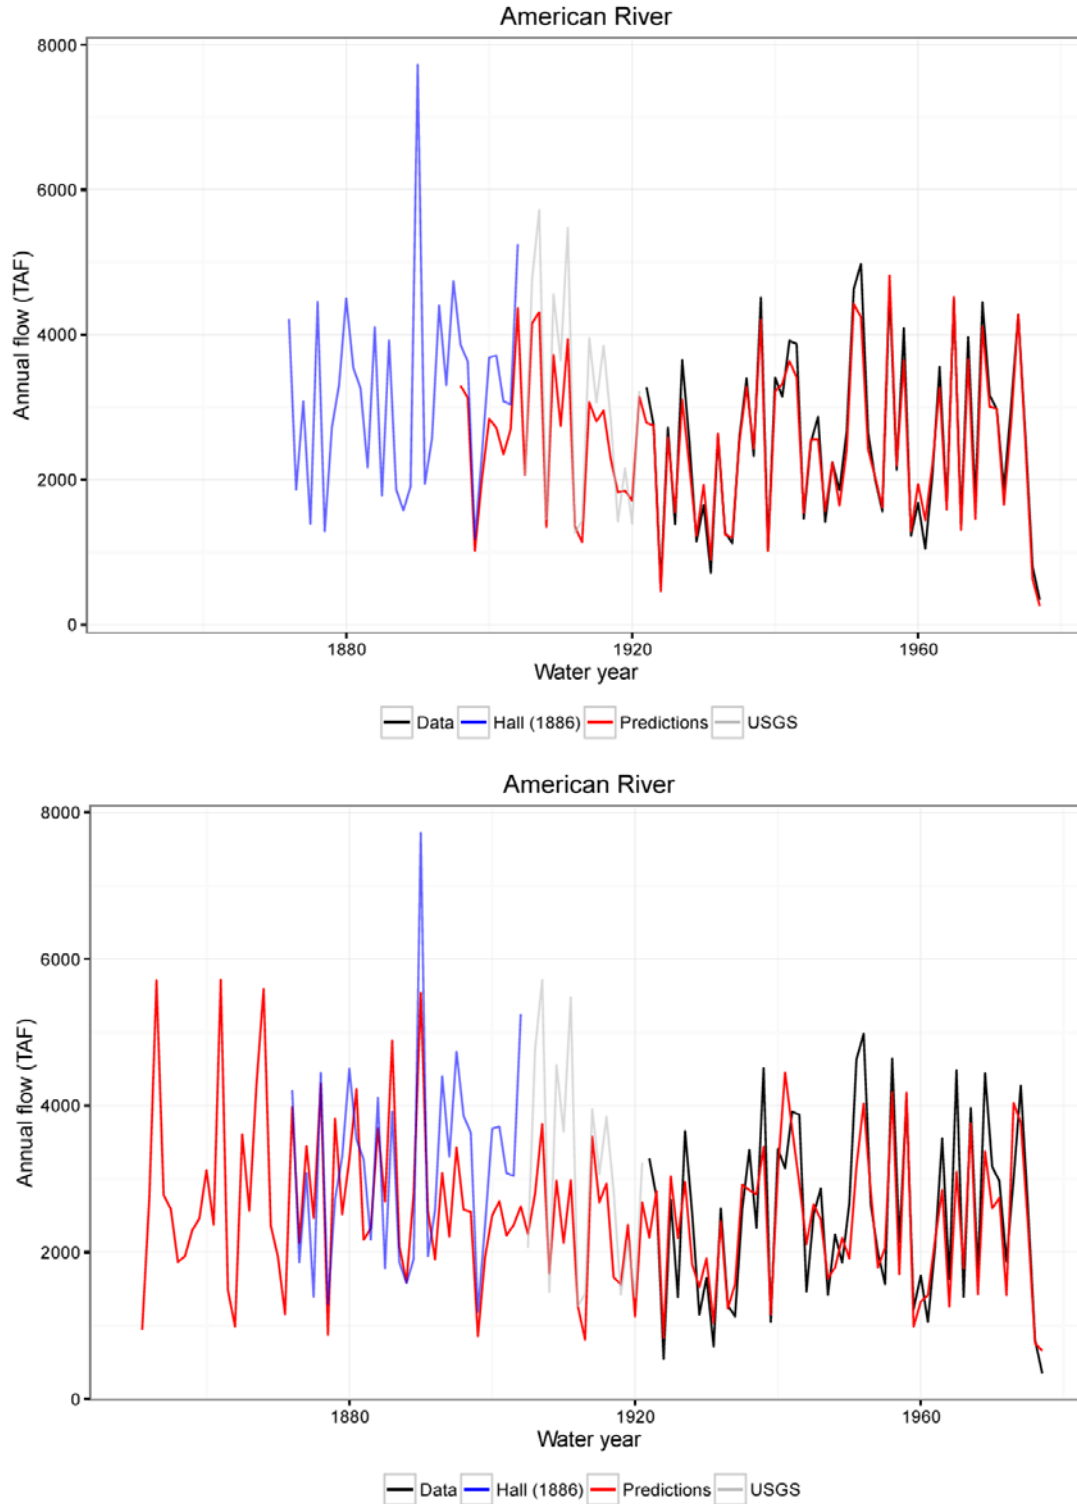 American River
8000
6000
4000
2000
0
Annual flow (TAF)
1880 1920 1960
Water year
Data Hall (1886) Predictions USGS
American River
8000
6000
4000
2000
0
Annual flow (TAF)
1880 1920 1960
Water year
Data Hall (1886) Predictions USGS